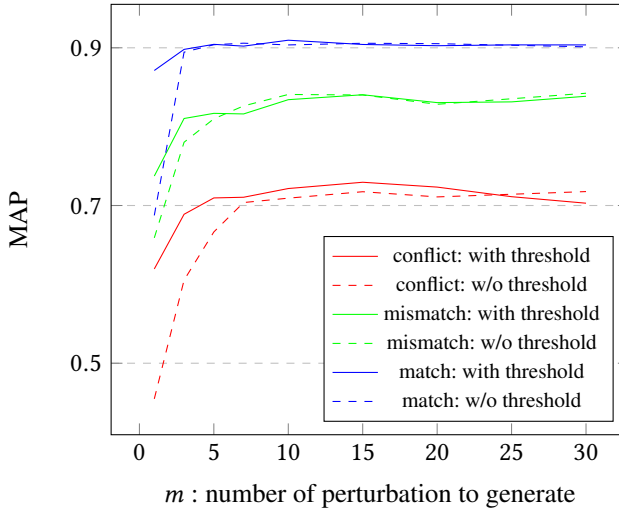 0.9
0.7
0.5
MAP
conflict: with threshold
conflict: w/o threshold
mismatch: with threshold
mismatch: w/o threshold
match: with threshold
match: w/o threshold
0 5 10 15 20 25 30
m : number of perturbation to generate